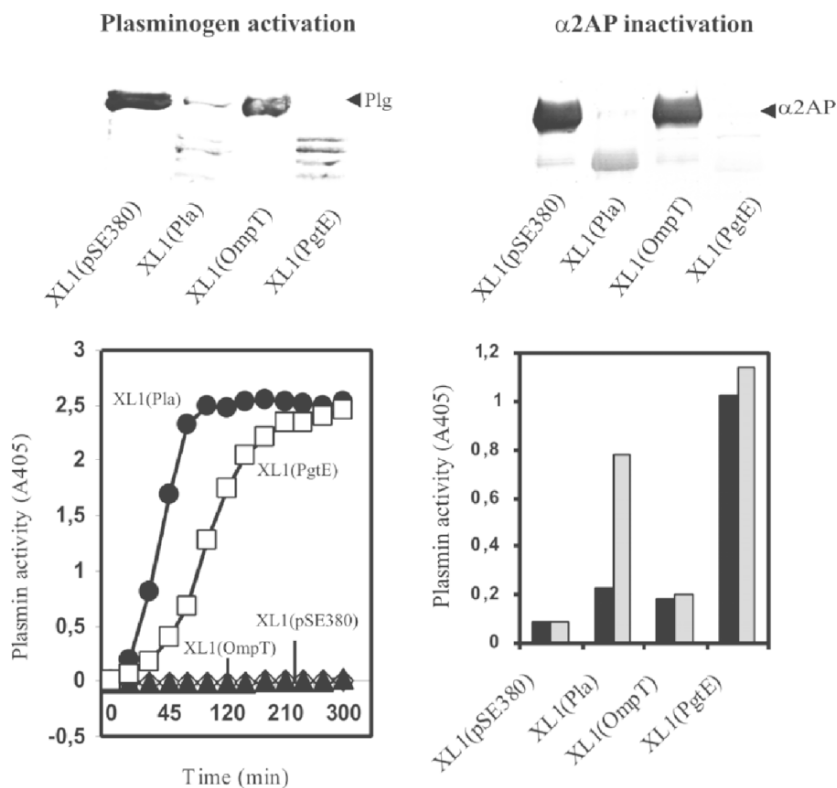 Plasminogen activation
Plg
XL1(pSE380)
XL1(Pla)
XL1(OmpT)
XL1(PgtE)
α2AP inactivation
α2AP
XL1(pSE380)
XL1(Pla)
XL1(OmpT)
XL1(PgtE)
Plasmin activity (A405)
3
2,5
2
1,5
1
0,5
0
-0,5
XL1(Pla)
XL1(PgtE)
XL1(pSE380)
XL1(OmpT)
0 45 120 210 300
Time (min)
Plasmin activity (A405)
1,2
1
0,8
0,6
0,4
0,2
0
XL1(pSE380)
XL1(Pla)
XL1(OmpT)
XL1(PgtE)